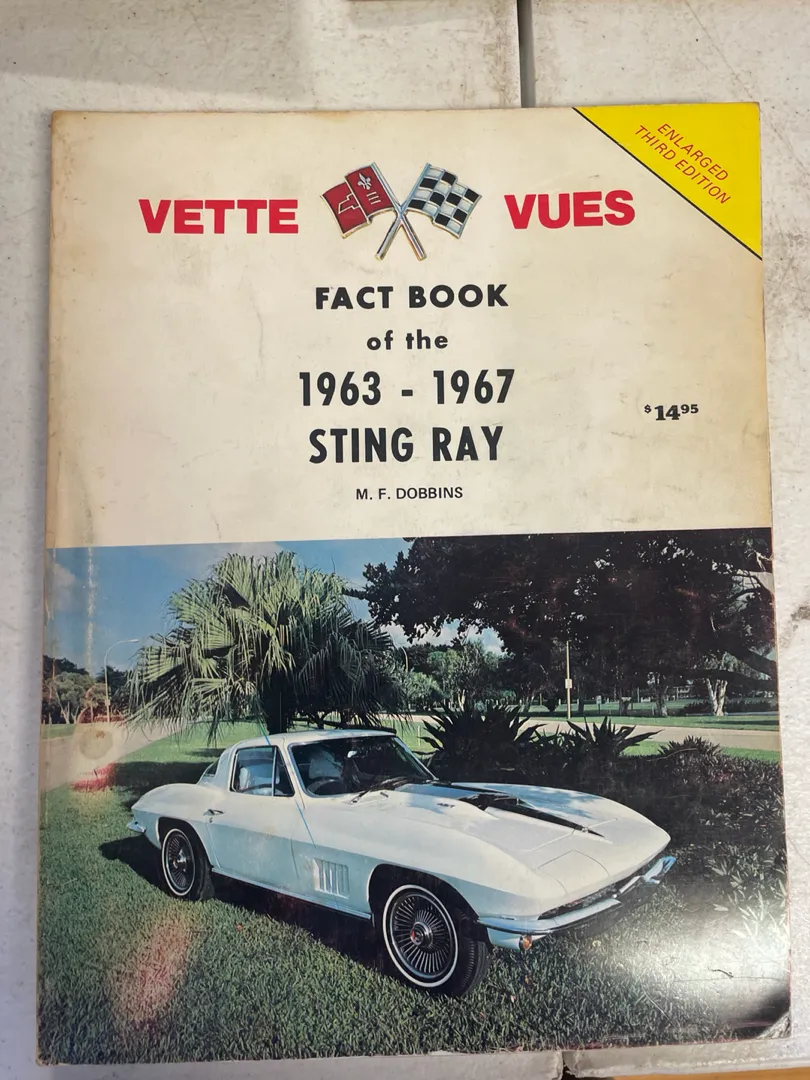 ENLARGED
THIRD EDITION
VETTE VUES
FACT BOOK
of the
1963 - 1967
STING RAY
$14.95
M. F. DOBBINS